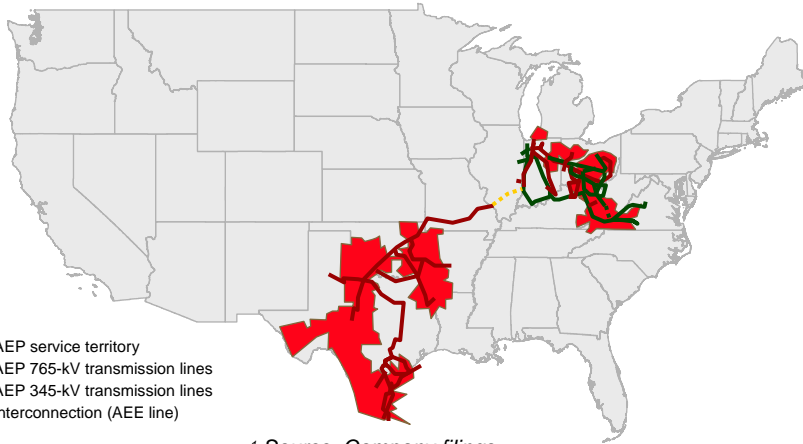 AEP service territory
AEP 765-kV transmission lines
AEP 345-kV transmission lines
nterconnection (AEE line)
Source: Company filings